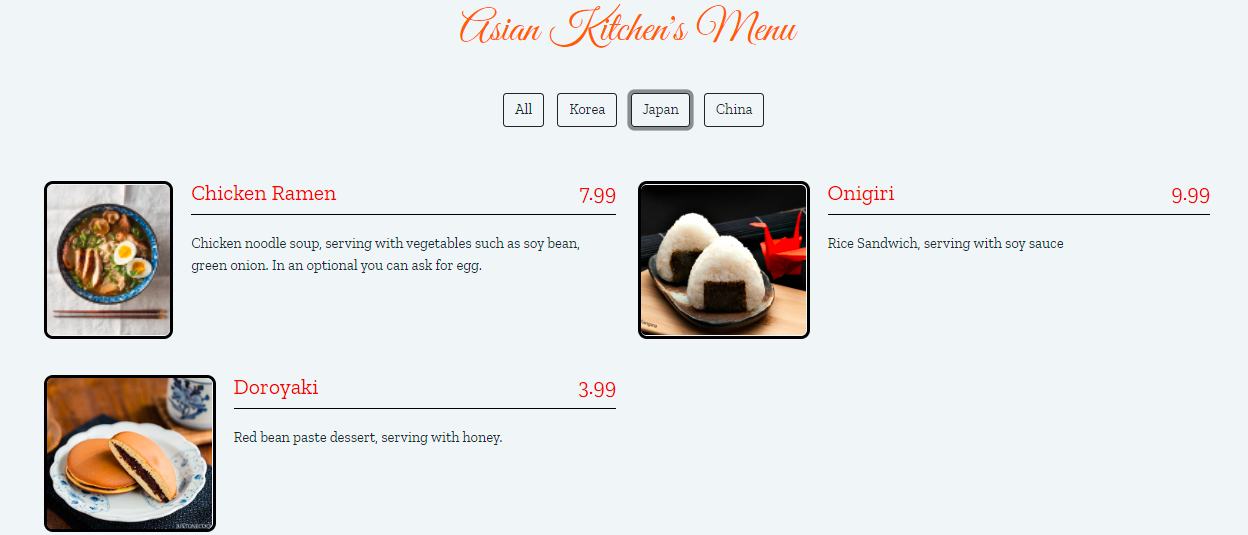 Asian Kitchen's Menu
All Korea Japan China
Chicken Ramen 7.99
Chicken noodle soup, serving with vegetables such as soy bean,
green onion. In an optional you can ask for egg.
Onigiri 9.99
Rice Sandwich, serving with soy sauce
Doroyaki 3.99
Red bean paste dessert, serving with honey.